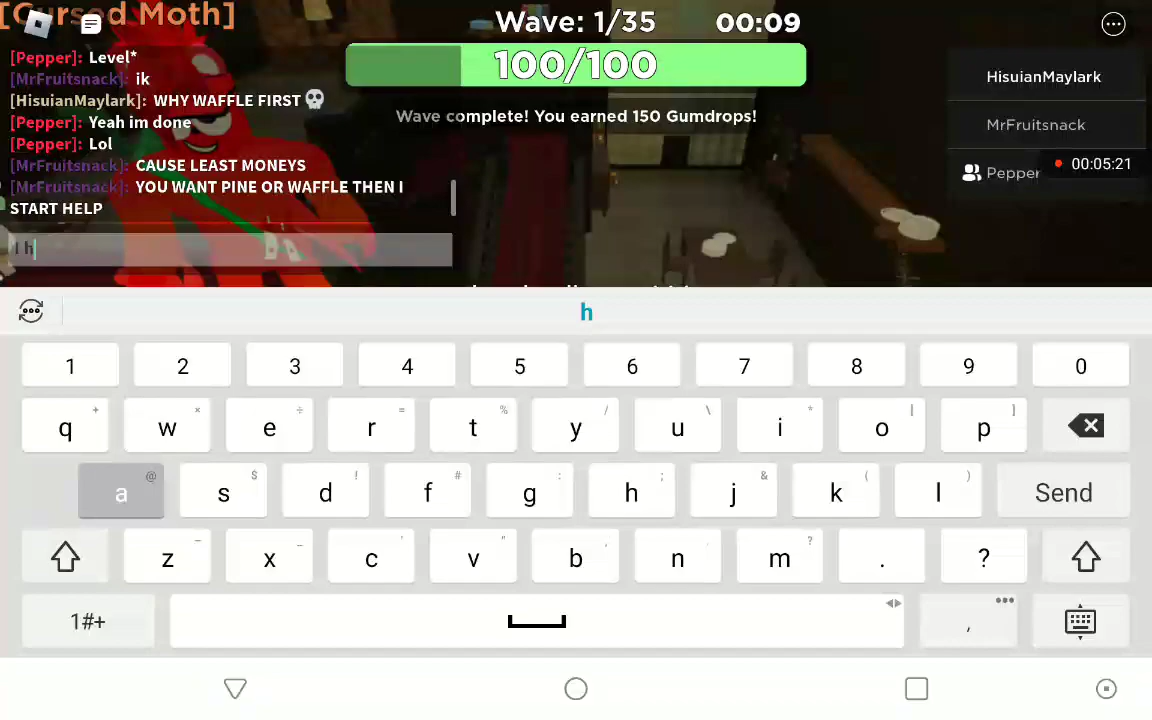 [Cursed Moth]
Wave: 1/35 00:09
100/100
Wave complete! You earned 150 Gumdrops!
[Pepper]: Level*
[MrFruitsnack]: ik
[HisuianMaylark]: WHY WAFFLE FIRST 💀
[Pepper]: Yeah im done
[Pepper]: Lol
[MrFruitsnack]: CAUSE LEAST MONEYS
[MrFruitsnack]: YOU WANT PINE OR WAFFLE THEN I
START HELP
I h
HisuianMaylark
MrFruitsnack
Pepper
00:05:21
h
1 2 3 4 5 6 7 8 9 0
q + w × e ÷ r = t % y / u \ i * o [ p ]
a @ s $ d ! f # g : h ; j & k ( l ) Send
z x c v b n m ? . ?
1#+ ,